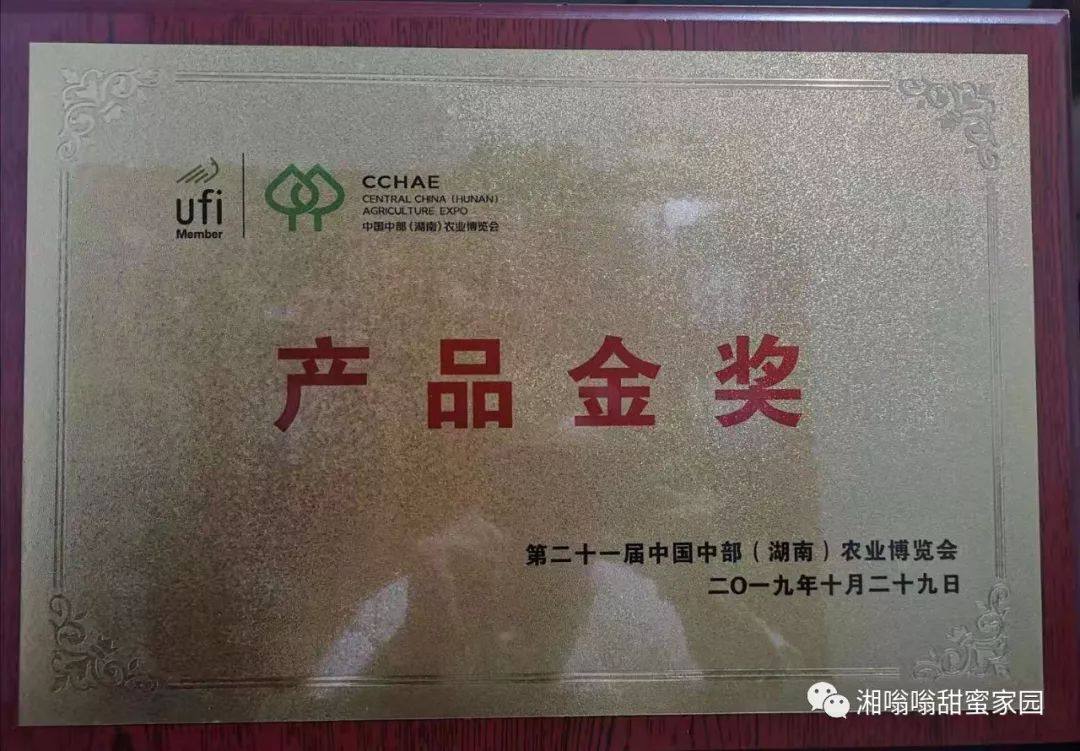 ufi
Member
CCHAE
CENTRAL CHINA (HUNAN)
AGRICULTURE EXPO
中国中部(湖南)农业博览会
产品金奖
第二十一届中国中部(湖南)农业博览会
二〇一九年十月二十九日
湘嗡嗡甜蜜家园